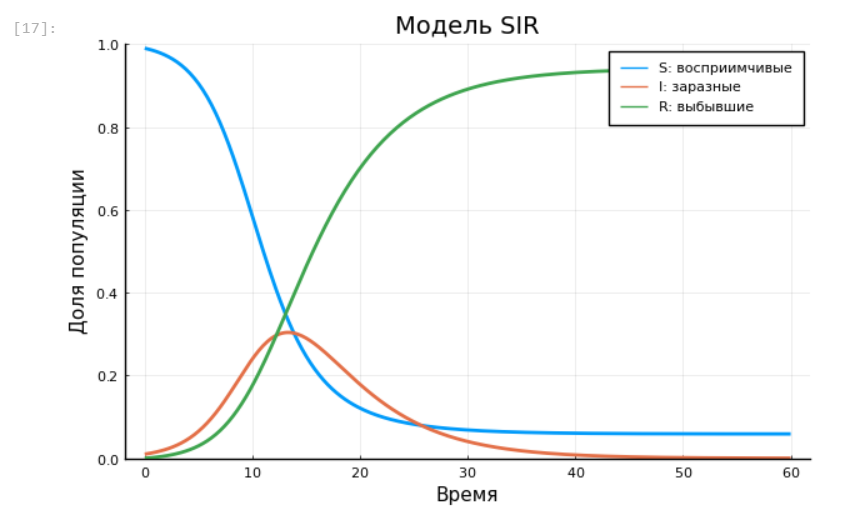 [17]:
Модель SIR
1.0
0.8
0.6
0.4
0.2
0.0
Доля популяции
S: восприимчивые
I: заразные
R: выбывшие
0 10 20 30 40 50 60
Время